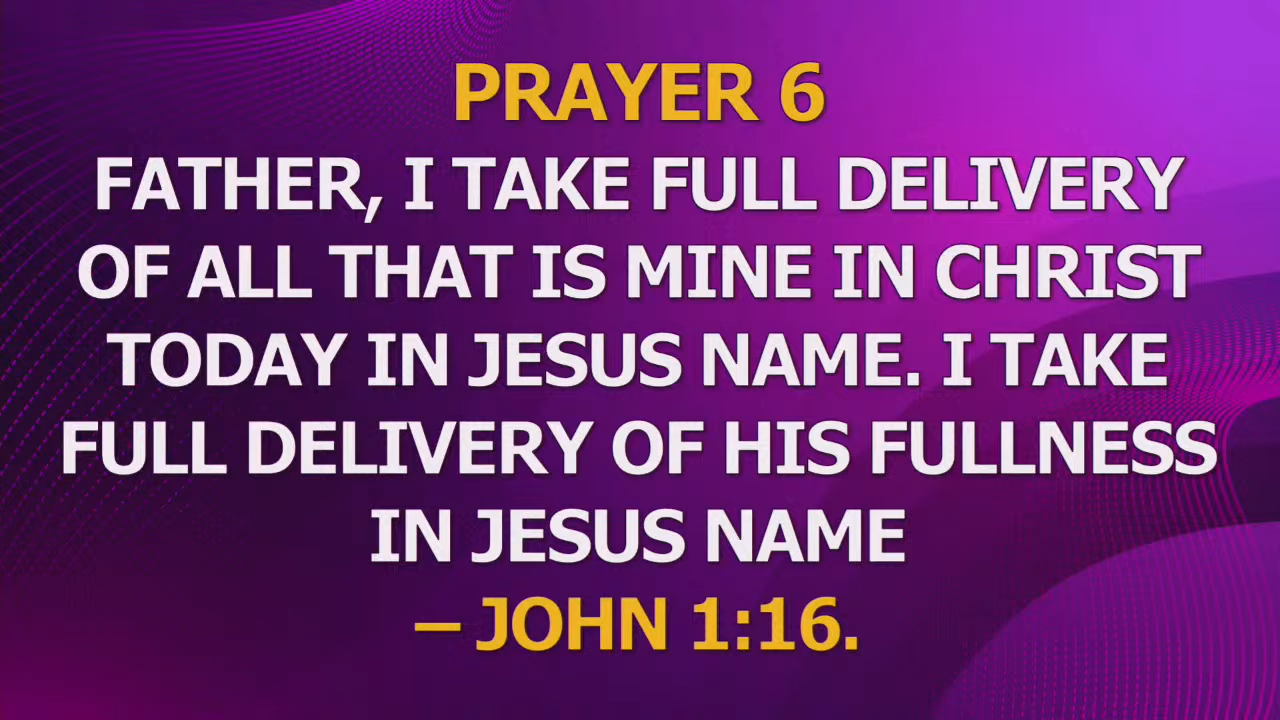 PRAYER 6
FATHER, I TAKE FULL DELIVERY
OF ALL THAT IS MINE IN CHRIST
TODAY IN JESUS NAME. I TAKE
FULL DELIVERY OF HIS FULLNESS
IN JESUS NAME
– JOHN 1:16.